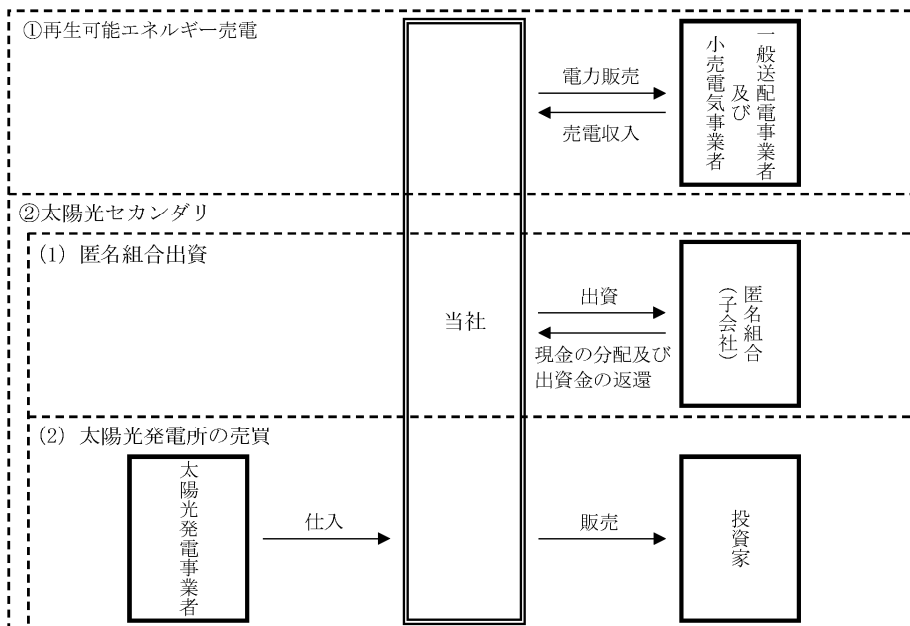 ①再生可能エネルギー売電
電力販売
売電収入
一般送配電事業者
及び
小売電気事業者
②太陽光セカンダリ
(1) 匿名組合出資
当社
出資
現金の分配及び
出資金の返還
匿名組合
(子会社)
(2) 太陽光発電所の売買
太陽光発電事業者
仕入
販売
投資家